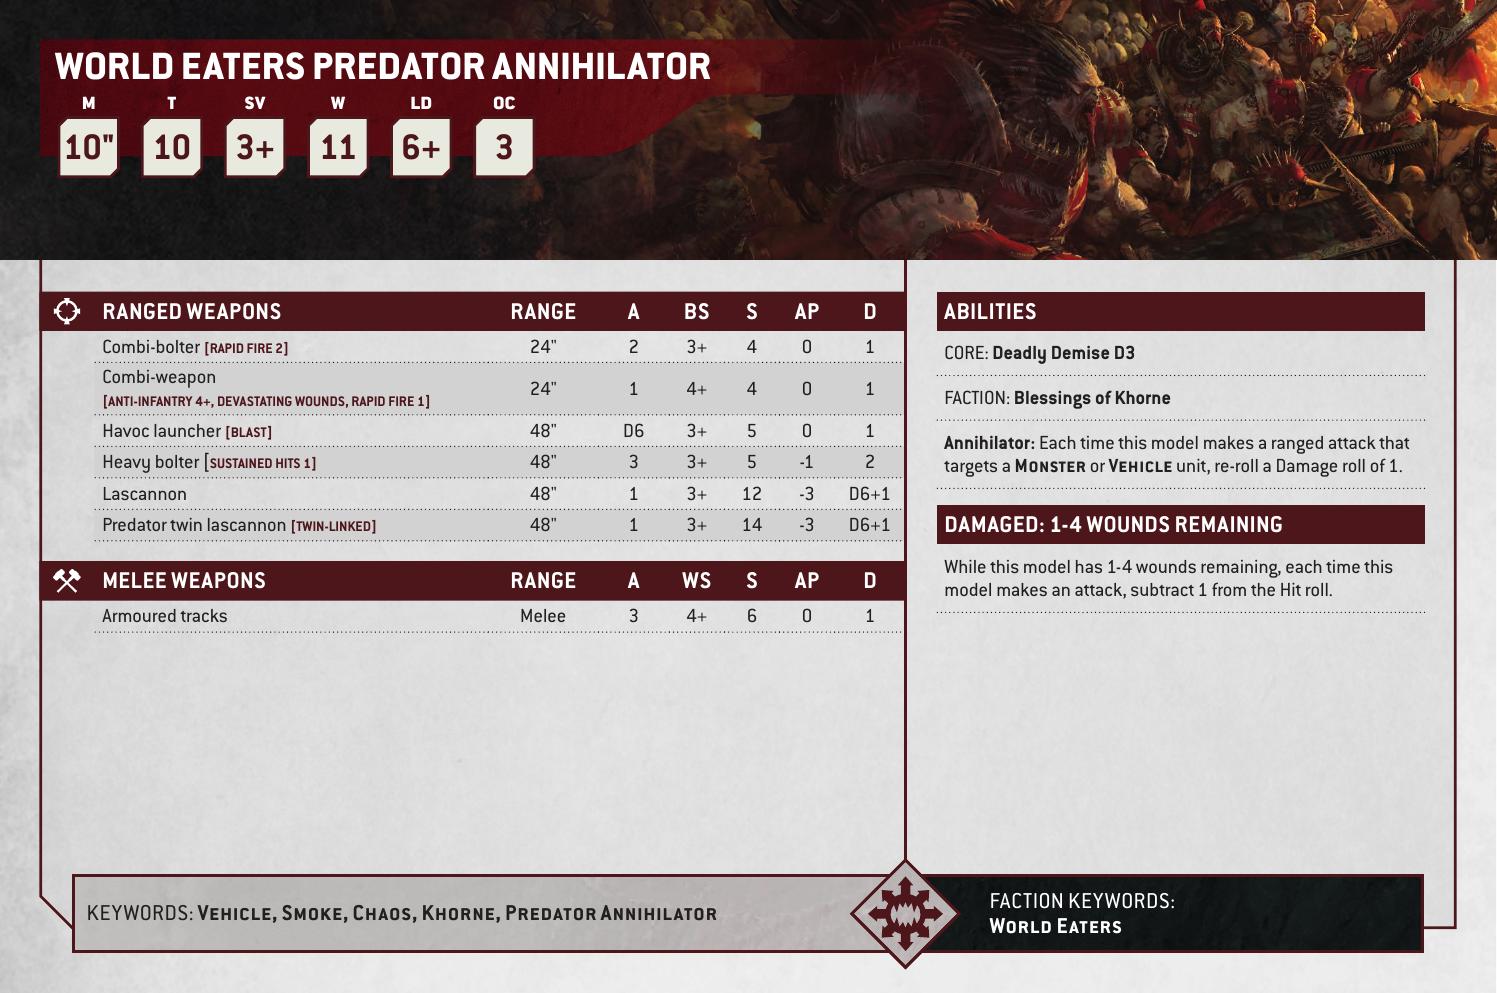 WORLD EATERS PREDATOR ANNIHILATOR
M T SV W LD OC
10" 10 3+ 11 6+ 3
RANGED WEAPONS RANGE A BS S AP D
Combi-bolter [RAPID FIRE 2] 24" 2 3+ 4 0 1
Combi-weapon
[ANTI-INFANTRY 4+, DEVASTATING WOUNDS, RAPID FIRE 1] 24" 1 4+ 4 0 1
Havoc launcher [BLAST] 48" D6 3+ 5 0 1
Heavy bolter [SUSTAINED HITS 1] 48" 3 3+ 5 -1 2
Lascannon 48" 1 3+ 12 -3 D6+1
Predator twin lascannon [TWIN-LINKED] 48" 1 3+ 14 -3 D6+1
MELEE WEAPONS RANGE A WS S AP D
Armoured tracks Melee 3 4+ 6 0 1
ABILITIES
CORE: Deadly Demise D3
FACTION: Blessings of Khorne
Annihilator: Each time this model makes a ranged attack that
targets a MONSTER or VEHICLE unit, re-roll a Damage roll of 1.
DAMAGED: 1-4 WOUNDS REMAINING
While this model has 1-4 wounds remaining, each time this
model makes an attack, subtract 1 from the Hit roll.
KEYWORDS: VEHICLE, SMOKE, CHAOS, KHORNE, PREDATOR ANNIHILATOR
FACTION KEYWORDS:
WORLD EATERS